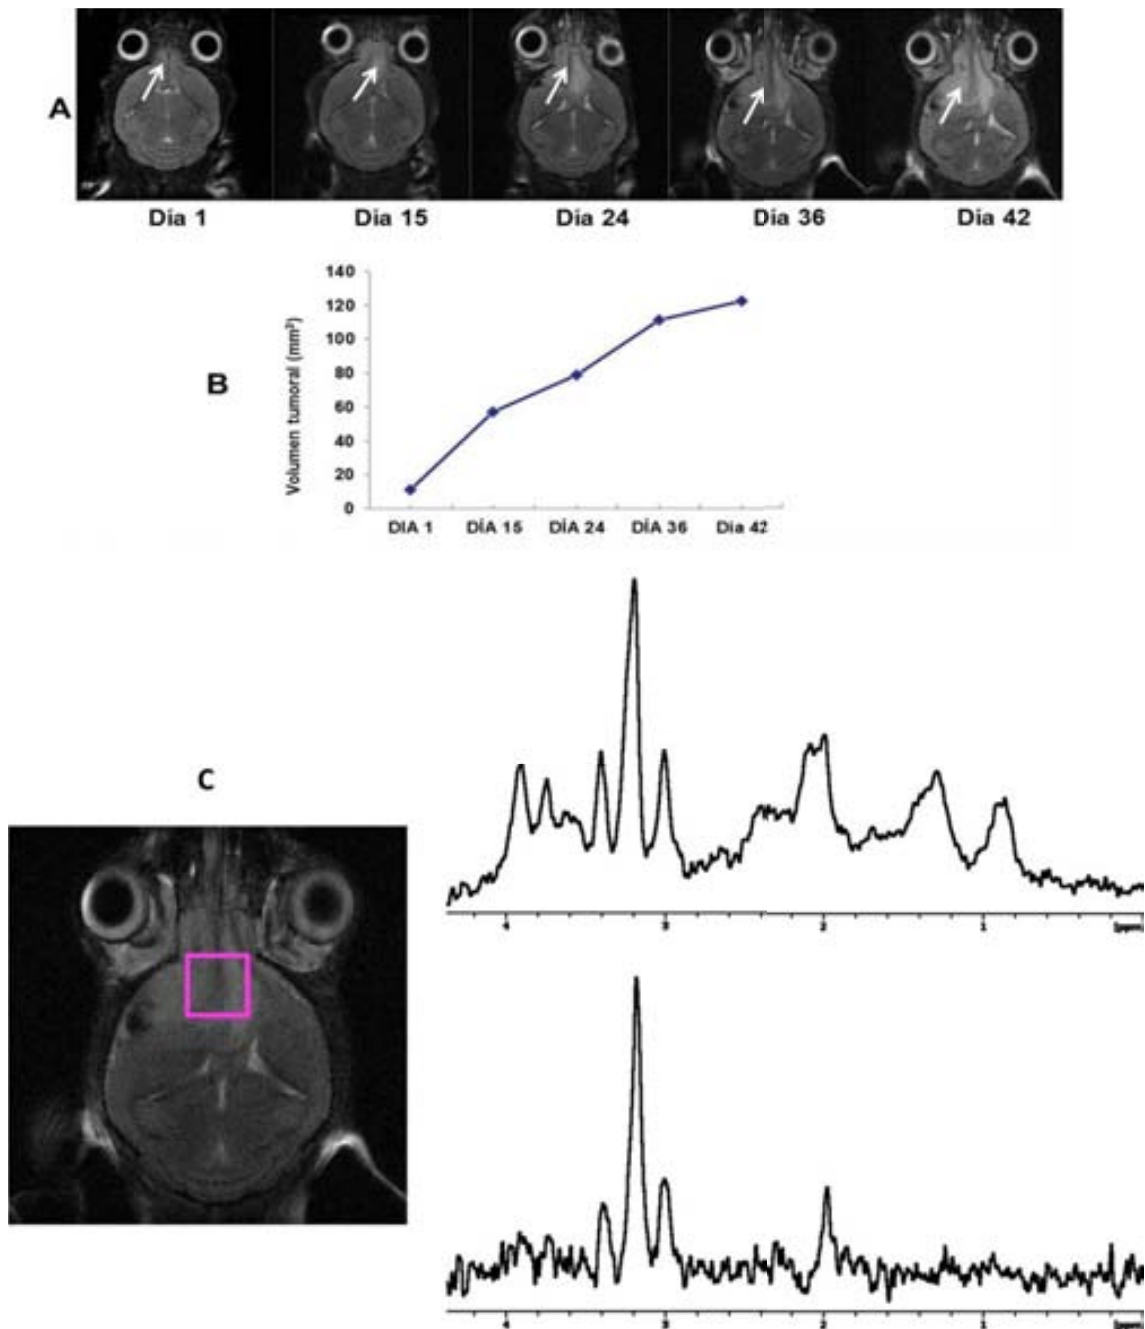 A
Dia 1 Dia 15 Dia 24 Dia 36 Dia 42
B
Volumen tumoral (mm³)
140
120
100
80
60
40
20
0
DIA 1 DÍA 15 DÍA 24 DÍA 36 Día 42
C
4 3 2 1 [ppm]
4 3 2 1 [ppm]